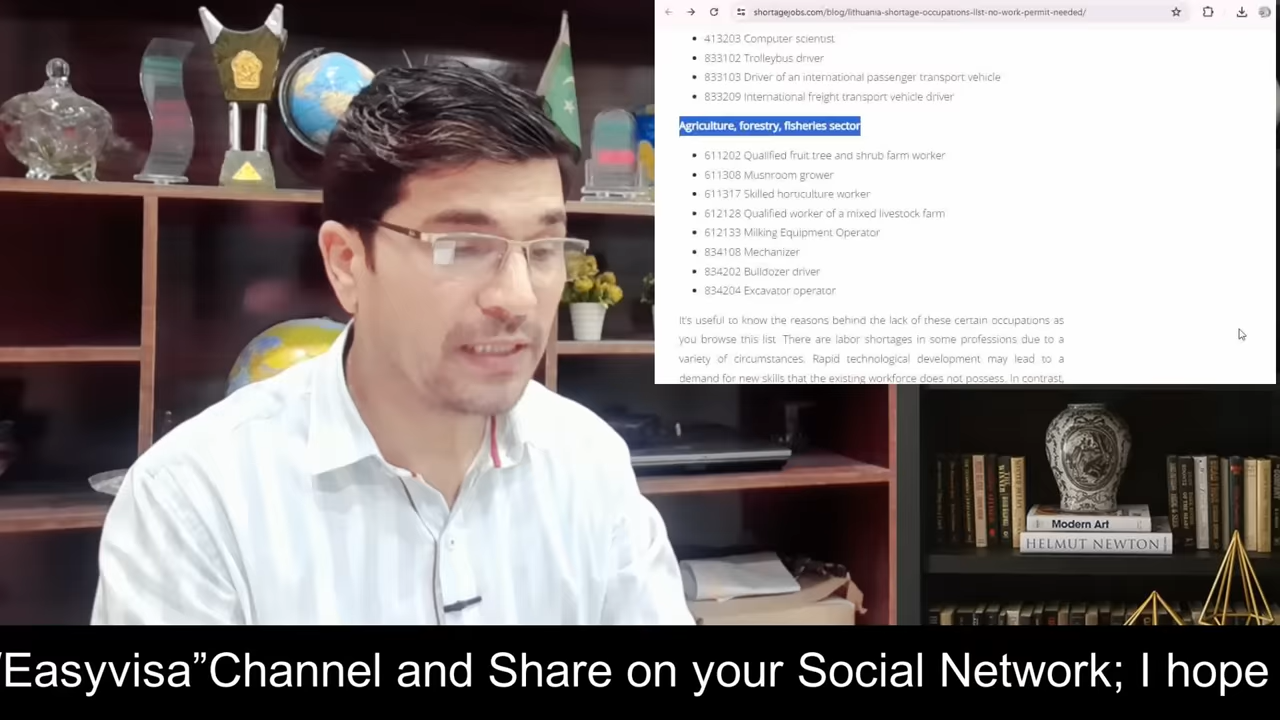 shortagejobs.com/blog/lithuania-shortage-occupations-list-no-work-permit-needed/
413203 Computer scientist
833102 Trolleybus driver
833103 Driver of an international passenger transport vehicle
833209 International freight transport vehicle driver
Agriculture, forestry, fisheries sector
611202 Qualified fruit tree and shrub farm worker
611308 Mushroom grower
611317 Skilled horticulture worker
612128 Qualified worker of a mixed livestock farm
612133 Milking Equipment Operator
834108 Mechanizer
834202 Bulldozer driver
834204 Excavator operator
It's useful to know the reasons behind the lack of these certain occupations as
you browse this list. There are labor shortages in some professions due to a
variety of circumstances. Rapid technological development may lead to a
demand for new skills that the existing workforce does not possess. In contrast,
Modern Art
HELMUT NEWTON
"Easyvisa"Channel and Share on your Social Network; I hope